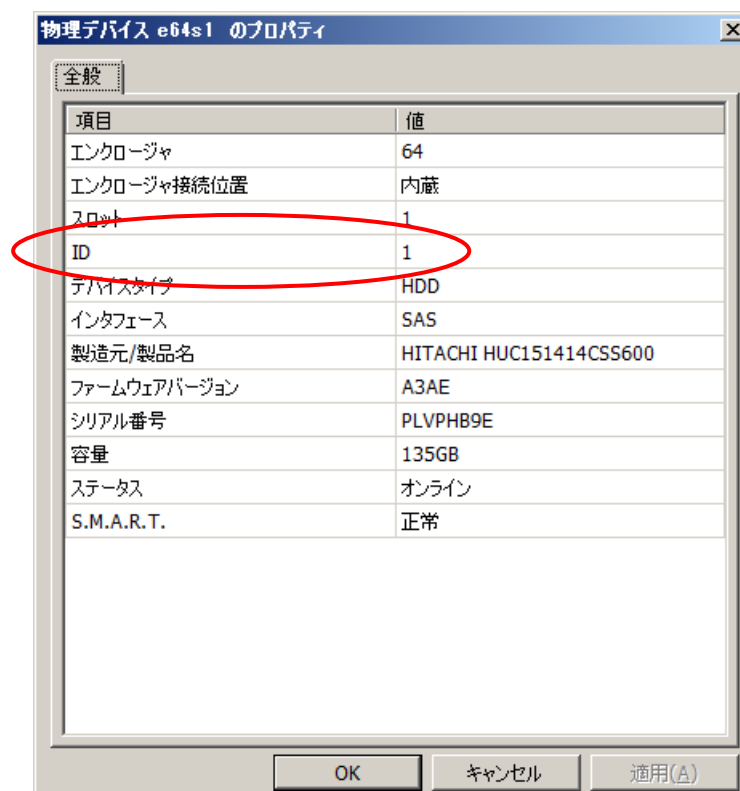 物理デバイス e64s1 のプロパティ
全般
項目 値
エンクロージャ 64
エンクロージャ接続位置 内蔵
スロット 1
ID 1
デバイスタイプ HDD
インタフェース SAS
製造元/製品名 HITACHI HUC151414CSS600
ファームウェアバージョン A3AE
シリアル番号 PLVPHB9E
容量 135GB
ステータス オンライン
S.M.A.R.T. 正常
OK キャンセル 適用(A)